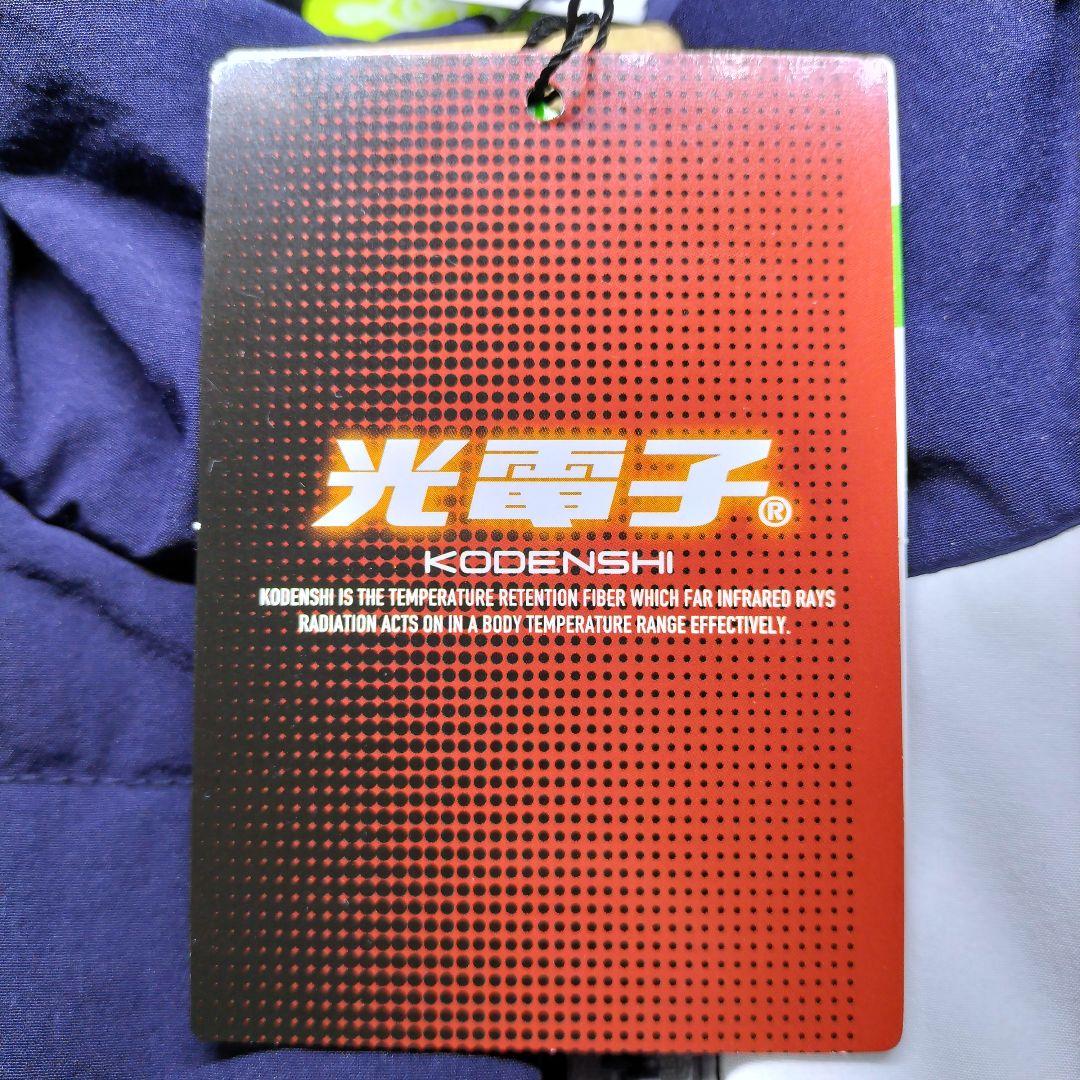 光電子®
KODENSHI
KODENSHI IS THE TEMPERATURE RETENTION FIBER WHICH FAR INFRARED RAYS
RADIATION ACTS ON IN A BODY TEMPERATURE RANGE EFFECTIVELY.